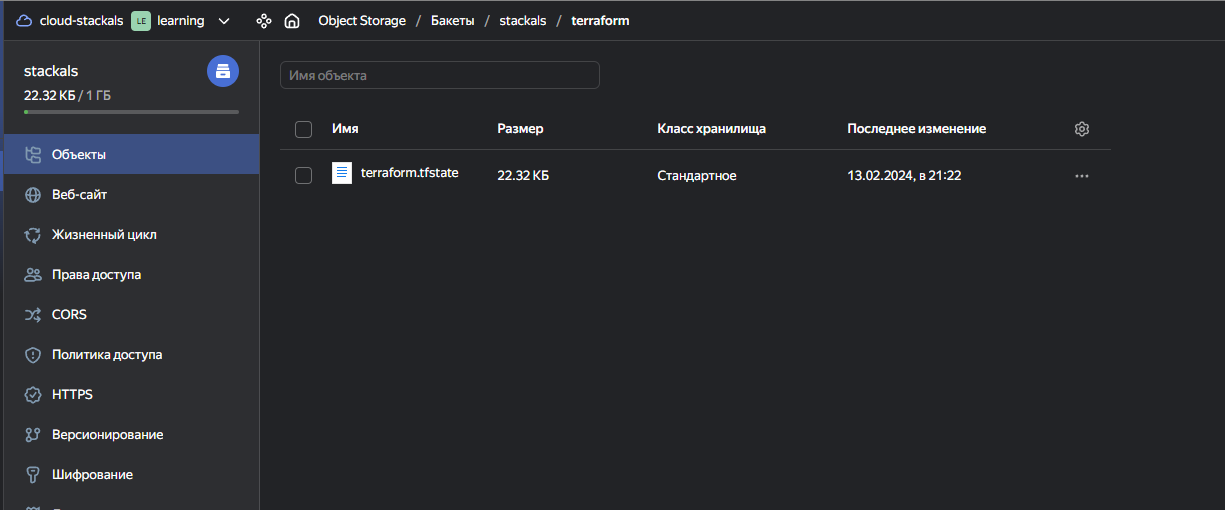 cloud-stackals LE learning Object Storage / Бакеты / stackals / terraform
stackals
22.32 КБ / 1 ГБ
Объекты
Веб-сайт
Жизненный цикл
Права доступа
CORS
Политика доступа
HTTPS
Версионирование
Шифрование
Имя объекта
Имя Размер Класс хранилища Последнее изменение
terraform.tfstate 22.32 КБ Стандартное 13.02.2024, в 21:22